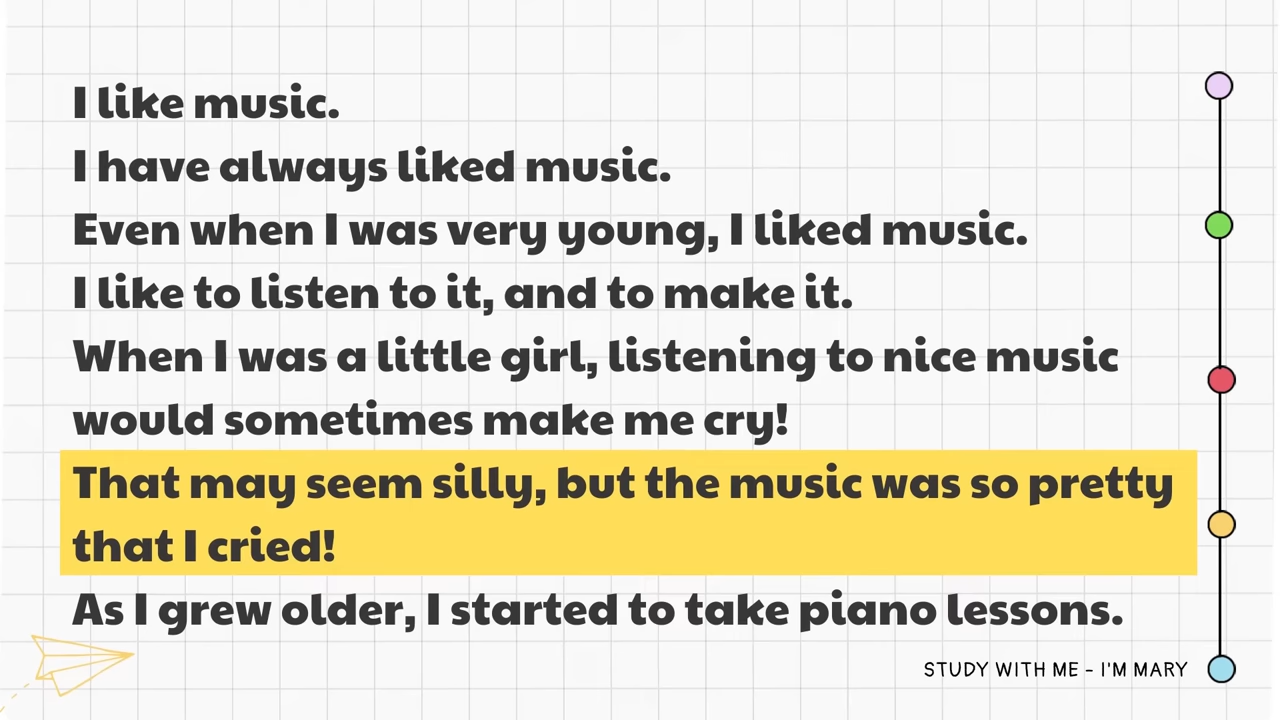 I like music.
I have always liked music.
Even when I was very young, I liked music.
I like to listen to it, and to make it.
When I was a little girl, listening to nice music
would sometimes make me cry!
That may seem silly, but the music was so pretty
that I cried!
As I grew older, I started to take piano lessons.
STUDY WITH ME - I'M MARY